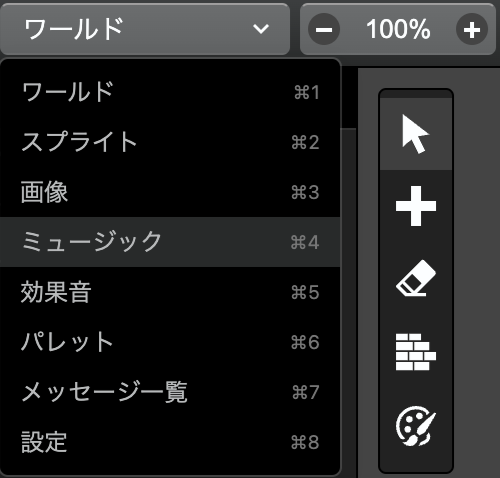 ワールド
100%
ワールド ⌘1
スプライト ⌘2
画像 ⌘3
ミュージック ⌘4
効果音 ⌘5
パレット ⌘6
メッセージ一覧 ⌘7
設定 ⌘8